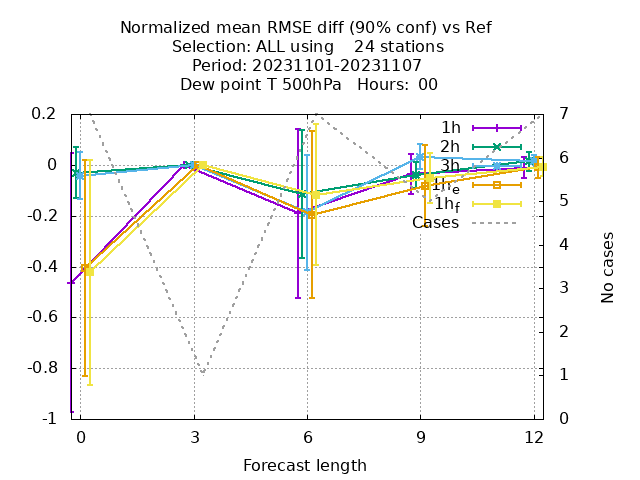 Normalized mean RMSE diff (90% conf) vs Ref
Selection: ALL using    24 stations
Period: 20231101-20231107
Dew point T 500hPa   Hours:  00
0.2
0
-0.2
-0.4
-0.6
-0.8
-1
7
6
5
4
3
2
1
0
No cases
1h
2h
3h
1h_e
1h_f
Cases
0 3 6 9 12
Forecast length